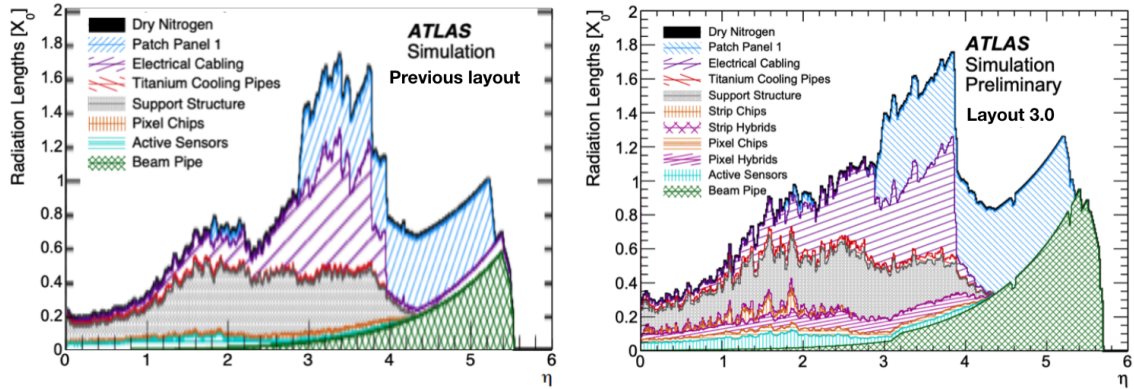 Radiation Lengths [X0]
2
1.8
1.6
1.4
1.2
1
0.8
0.6
0.4
0.2
0
Dry Nitrogen
Patch Panel 1
Electrical Cabling
Titanium Cooling Pipes
Support Structure
Pixel Chips
Active Sensors
Beam Pipe
ATLAS
Simulation
Previous layout
0 1 2 3 4 5 6
η
Radiation Lengths [X0]
2
1.8
1.6
1.4
1.2
1
0.8
0.6
0.4
0.2
0
Dry Nitrogen
Patch Panel 1
Electrical Cabling
Titanium Cooling Pipes
Support Structure
Strip Chips
Strip Hybrids
Pixel Chips
Pixel Hybrids
Active Sensors
Beam Pipe
ATLAS
Simulation
Preliminary
Layout 3.0
0 1 2 3 4 5 6
η